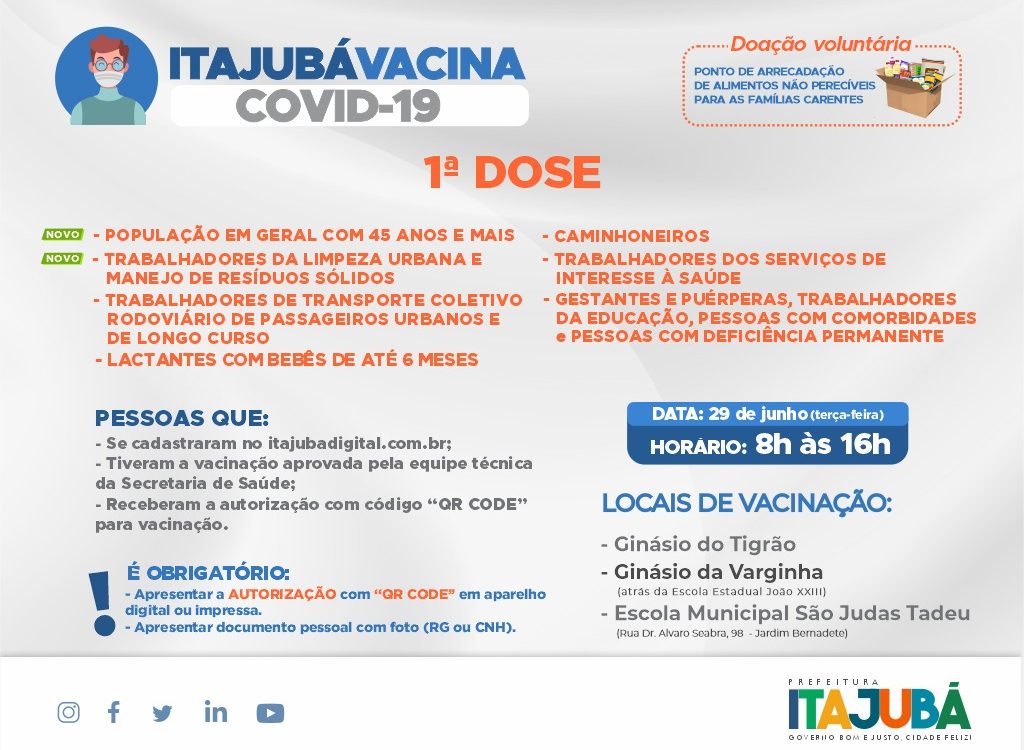 ITAJUBÁVACINA
COVID-19
Doação voluntária
PONTO DE ARRECADAÇÃO
DE ALIMENTOS NÃO PERECÍVEIS
PARA AS FAMÍLIAS CARENTES
1ª DOSE
NOVO - POPULAÇÃO EM GERAL COM 45 ANOS E MAIS
NOVO - TRABALHADORES DA LIMPEZA URBANA E
MANEJO DE RESÍDUOS SÓLIDOS
- TRABALHADORES DE TRANSPORTE COLETIVO
RODOVIÁRIO DE PASSAGEIROS URBANOS E
DE LONGO CURSO
- LACTANTES COM BEBÊS DE ATÉ 6 MESES
- CAMINHONEIROS
- TRABALHADORES DOS SERVIÇOS DE
INTERESSE À SAÚDE
- GESTANTES E PUÉRPERAS, TRABALHADORES
DA EDUCAÇÃO, PESSOAS COM COMORBIDADES
e PESSOAS COM DEFICIÊNCIA PERMANENTE
PESSOAS QUE:
- Se cadastraram no itajubadigital.com.br;
- Tiveram a vacinação aprovada pela equipe técnica
da Secretaria de Saúde;
- Receberam a autorização com código “QR CODE”
para vacinação.
! É OBRIGATÓRIO:
- Apresentar a AUTORIZAÇÃO com “QR CODE” em aparelho
digital ou impressa.
- Apresentar documento pessoal com foto (RG ou CNH).
DATA: 29 de junho (terça-feira)
HORÁRIO: 8h às 16h
LOCAIS DE VACINAÇÃO:
- Ginásio do Tigrão
- Ginásio da Varginha
(atrás da Escola Estadual João XXIII)
- Escola Municipal São Judas Tadeu
(Rua Dr. Alvaro Seabra, 98 - Jardim Bernadete)
PREFEITURA
ITAJUBÁ
GOVERNO BOM E JUSTO, CIDADE FELIZ!